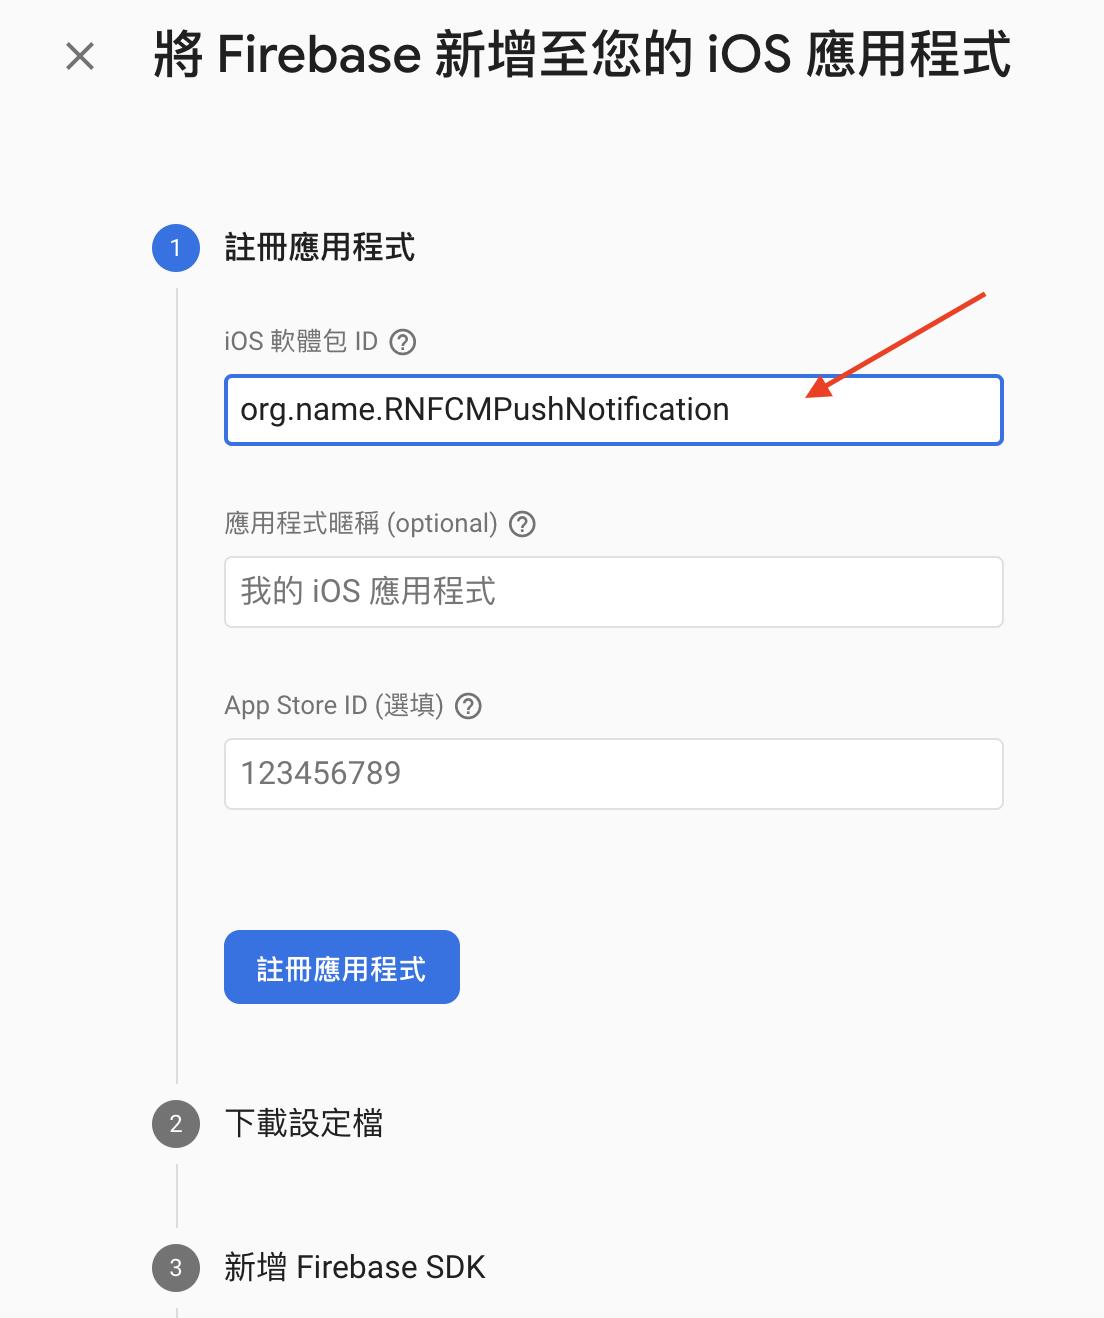 將 Firebase 新增至您的 iOS 應用程式
1 註冊應用程式
iOS 軟體包 ID ?
org.name.RNFCMPushNotification
應用程式暱稱 (optional) ?
我的 iOS 應用程式
App Store ID (選填) ?
123456789
註冊應用程式
2 下載設定檔
3 新增 Firebase SDK